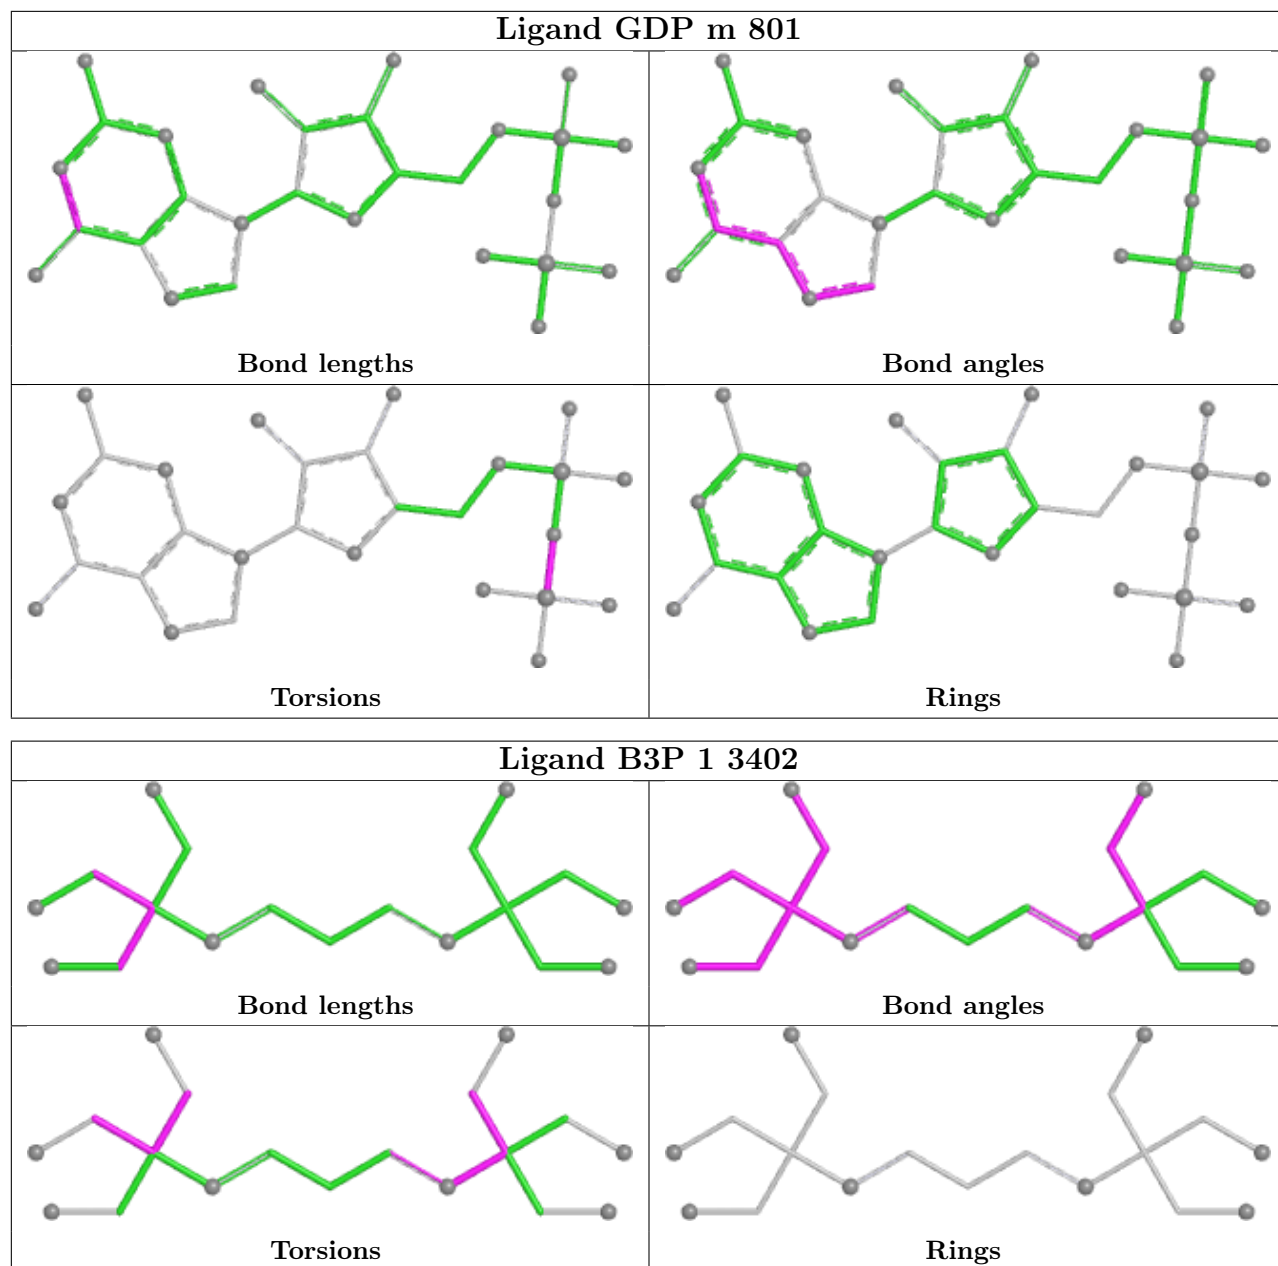 Ligand GDP m 801
Bond lengths
Bond angles
Torsions
Rings
Ligand B3P 1 3402
Bond lengths
Bond angles
Torsions
Rings